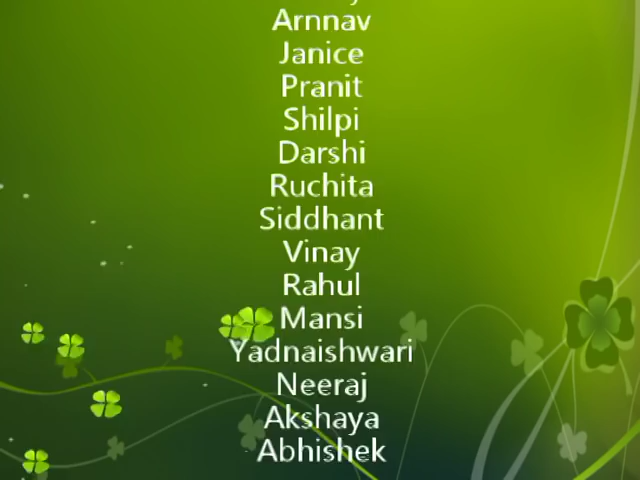 Arnnav
Janice
Pranit
Shilpi
Darshi
Ruchita
Siddhant
Vinay
Rahul
Mansi
Yadnaishwari
Neeraj
Akshaya
Abhishek